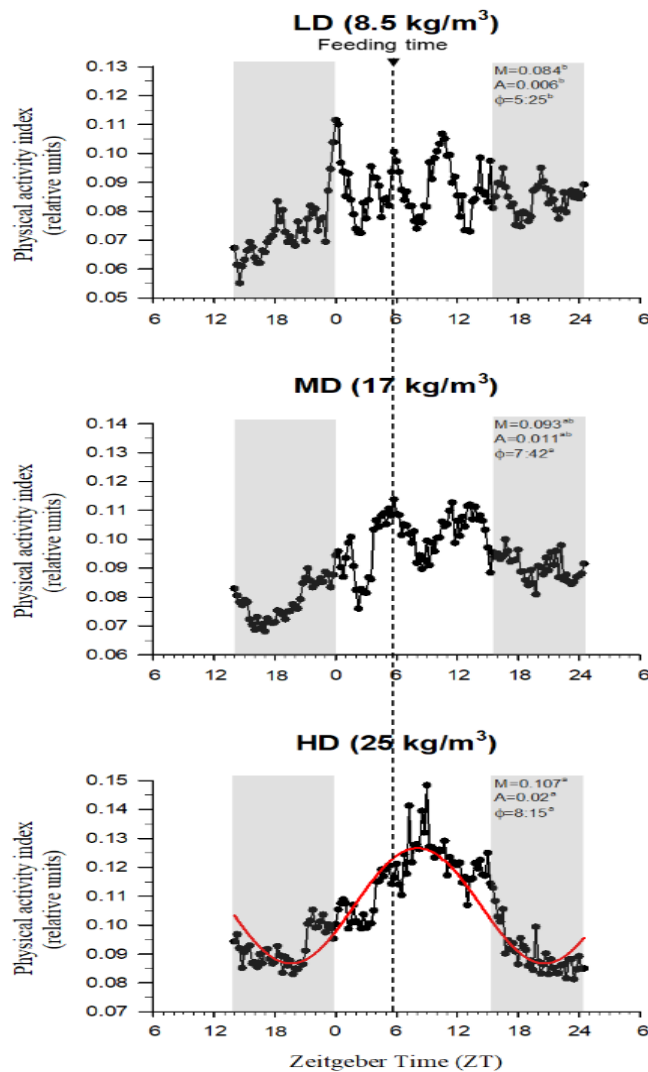 LD (8.5 kg/m³)
Feeding time
M=0.084ᵇ
A=0.006ᵇ
ϕ=5:25ᵇ
Physical activity index
(relative units)
0.13
0.12
0.11
0.10
0.09
0.08
0.07
0.06
0.05
6 12 18 0 6 12 18 24 6
MD (17 kg/m³)
M=0.093ᵃᵇ
A=0.011ᵃᵇ
ϕ=7:42ᵃ
Physical activity index
(relative units)
0.14
0.13
0.12
0.11
0.10
0.09
0.08
0.07
0.06
6 12 18 0 6 12 18 24 6
HD (25 kg/m³)
M=0.107ᵃ
A=0.02ᵃ
ϕ=8:15ᵃ
Physical activity index
(relative units)
0.15
0.14
0.13
0.12
0.11
0.10
0.09
0.08
0.07
6 12 18 0 6 12 18 24 6
Zeitgeber Time (ZT)